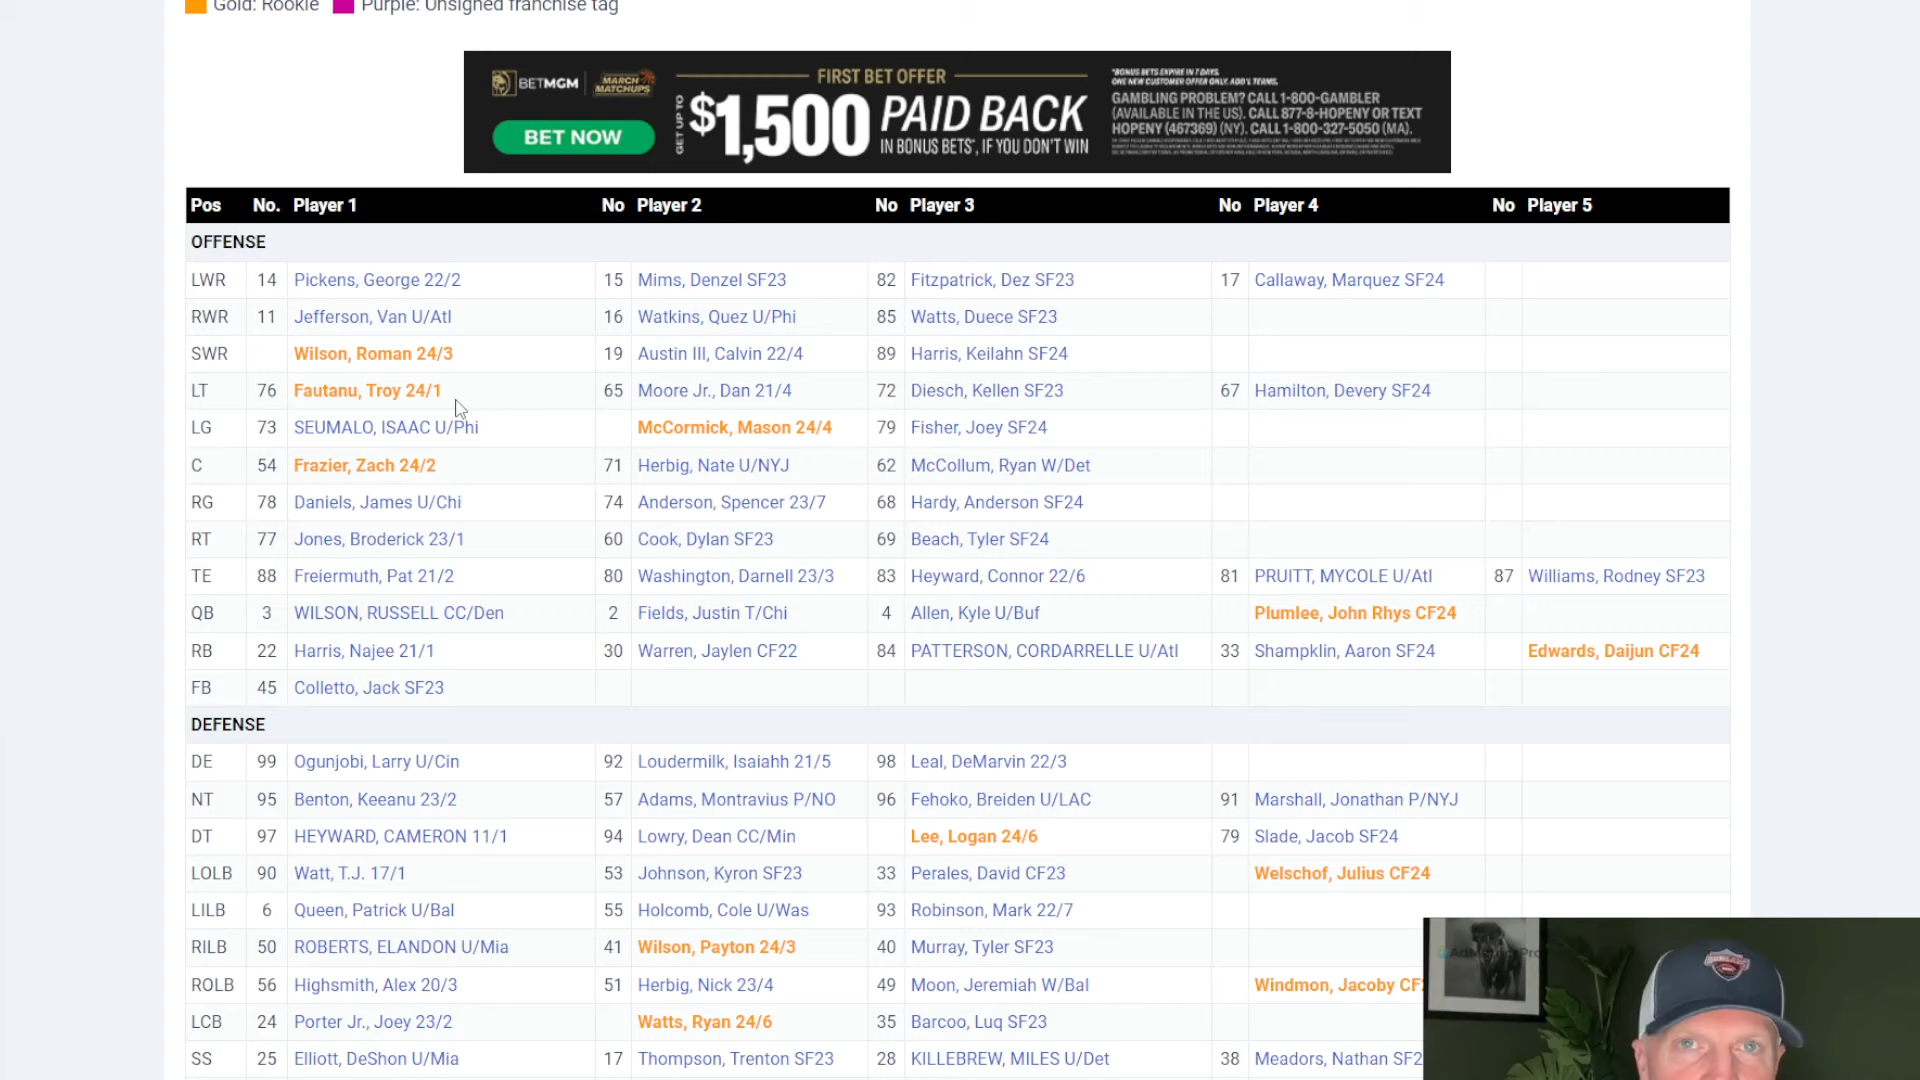 Gold: Rookie Purple: Unsigned franchise tag
BETMGM MARCH MATCHUPS
BET NOW
FIRST BET OFFER
GET UP TO $1,500 PAID BACK
IN BONUS BETS*, IF YOU DON'T WIN
*BONUS BETS EXPIRE IN 7 DAYS.
ONE NEW CUSTOMER OFFER ONLY. ADD'L TERMS.
GAMBLING PROBLEM? CALL 1-800-GAMBLER
(AVAILABLE IN THE US). CALL 877-8-HOPENY OR TEXT
HOPENY (467369) (NY). CALL 1-800-327-5050 (MA).
Pos No. Player 1 No Player 2 No Player 3 No Player 4 No Player 5
OFFENSE
LWR 14 Pickens, George 22/2 15 Mims, Denzel SF23 82 Fitzpatrick, Dez SF23 17 Callaway, Marquez SF24
RWR 11 Jefferson, Van U/Atl 16 Watkins, Quez U/Phi 85 Watts, Duece SF23
SWR Wilson, Roman 24/3 19 Austin III, Calvin 22/4 89 Harris, Keilahn SF24
LT 76 Fautanu, Troy 24/1 65 Moore Jr., Dan 21/4 72 Diesch, Kellen SF23 67 Hamilton, Devery SF24
LG 73 SEUMALO, ISAAC U/Phi McCormick, Mason 24/4 79 Fisher, Joey SF24
C 54 Frazier, Zach 24/2 71 Herbig, Nate U/NYJ 62 McCollum, Ryan W/Det
RG 78 Daniels, James U/Chi 74 Anderson, Spencer 23/7 68 Hardy, Anderson SF24
RT 77 Jones, Broderick 23/1 60 Cook, Dylan SF23 69 Beach, Tyler SF24
TE 88 Freiermuth, Pat 21/2 80 Washington, Darnell 23/3 83 Heyward, Connor 22/6 81 PRUITT, MYCOLE U/Atl 87 Williams, Rodney SF23
QB 3 WILSON, RUSSELL CC/Den 2 Fields, Justin T/Chi 4 Allen, Kyle U/Buf Plumlee, John Rhys CF24
RB 22 Harris, Najee 21/1 30 Warren, Jaylen CF22 84 PATTERSON, CORDARRELLE U/Atl 33 Shampklin, Aaron SF24 Edwards, Daijun CF24
FB 45 Colletto, Jack SF23
DEFENSE
DE 99 Ogunjobi, Larry U/Cin 92 Loudermilk, Isaiahh 21/5 98 Leal, DeMarvin 22/3
NT 95 Benton, Keeanu 23/2 57 Adams, Montravius P/NO 96 Fehoko, Breiden U/LAC 91 Marshall, Jonathan P/NYJ
DT 97 HEYWARD, CAMERON 11/1 94 Lowry, Dean CC/Min Lee, Logan 24/6 79 Slade, Jacob SF24
LOLB 90 Watt, T.J. 17/1 53 Johnson, Kyron SF23 33 Perales, David CF23 Welschof, Julius CF24
LILB 6 Queen, Patrick U/Bal 55 Holcomb, Cole U/Was 93 Robinson, Mark 22/7
RILB 50 ROBERTS, ELANDON U/Mia 41 Wilson, Payton 24/3 40 Murray, Tyler SF23
ROLB 56 Highsmith, Alex 20/3 51 Herbig, Nick 23/4 49 Moon, Jeremiah W/Bal Windmon, Jacoby CF
LCB 24 Porter Jr., Joey 23/2 Watts, Ryan 24/6 35 Barcoo, Luq SF23
SS 25 Elliott, DeShon U/Mia 17 Thompson, Trenton SF23 28 KILLEBREW, MILES U/Det 38 Meadors, Nathan SF2